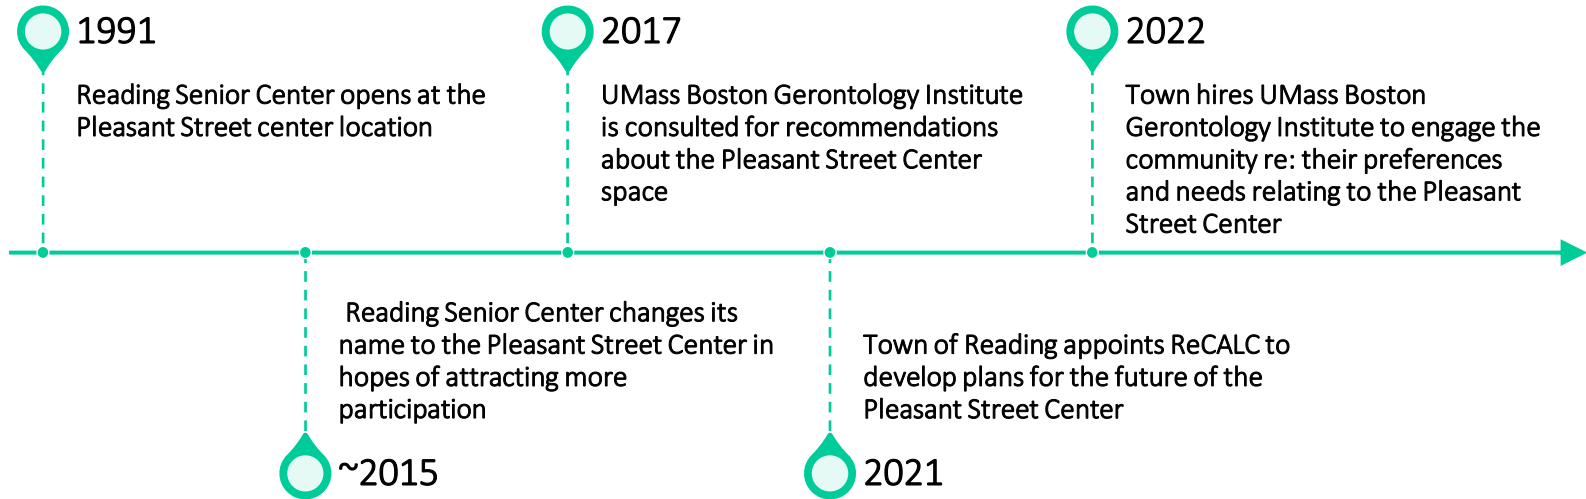 1991
Reading Senior Center opens at the
Pleasant Street center location
~2015
Reading Senior Center changes its
name to the Pleasant Street Center in
hopes of attracting more
participation
2017
UMass Boston Gerontology Institute
is consulted for recommendations
about the Pleasant Street Center
space
2021
Town of Reading appoints ReCALC to
develop plans for the future of the
Pleasant Street Center
2022
Town hires UMass Boston
Gerontology Institute to engage the
community re: their preferences
and needs relating to the Pleasant
Street Center